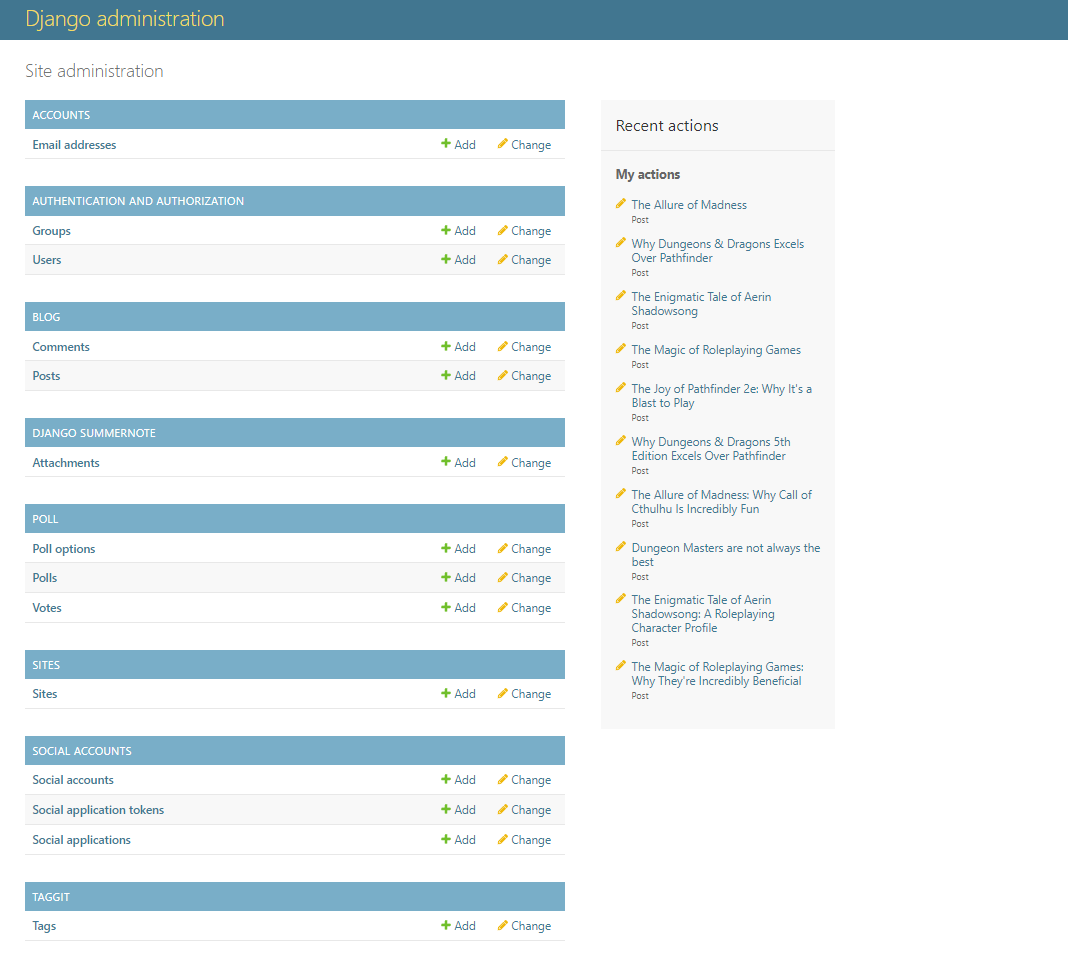 Django administration
Site administration
ACCOUNTS
Email addresses Add Change
AUTHENTICATION AND AUTHORIZATION
Groups Add Change
Users Add Change
BLOG
Comments Add Change
Posts Add Change
DJANGO SUMMERNOTE
Attachments Add Change
POLL
Poll options Add Change
Polls Add Change
Votes Add Change
SITES
Sites Add Change
SOCIAL ACCOUNTS
Social accounts Add Change
Social application tokens Add Change
Social applications Add Change
TAGGIT
Tags Add Change
Recent actions
My actions
The Allure of Madness
Post
Why Dungeons & Dragons Excels
Over Pathfinder
Post
The Enigmatic Tale of Aerin
Shadowsong
Post
The Magic of Roleplaying Games
Post
The Joy of Pathfinder 2e: Why It's a
Blast to Play
Post
Why Dungeons & Dragons 5th
Edition Excels Over Pathfinder
Post
The Allure of Madness: Why Call of
Cthulhu Is Incredibly Fun
Post
Dungeon Masters are not always the
best
Post
The Enigmatic Tale of Aerin
Shadowsong: A Roleplaying
Character Profile
Post
The Magic of Roleplaying Games:
Why They're Incredibly Beneficial
Post